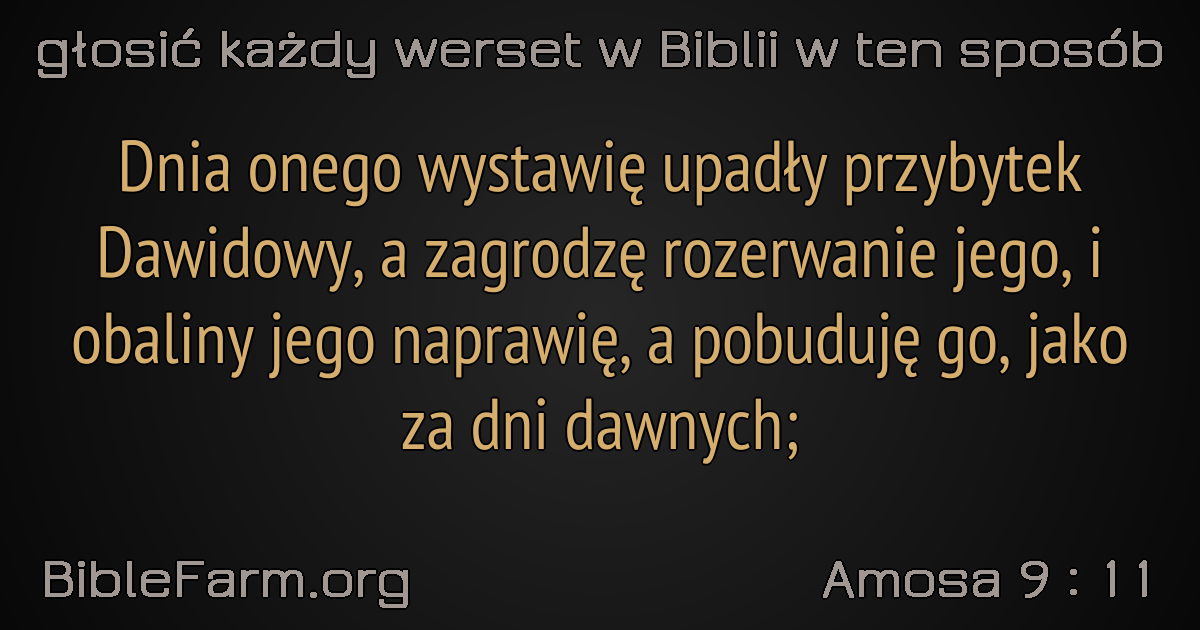 głosić każdy werset w Biblii w ten sposób
Dnia onego wystawię upadły przybytek
Dawidowy, a zagrodzę rozerwanie jego, i
obaliny jego naprawię, a pobuduję go, jako
za dni dawnych;
BibleFarm.org
Amosa 9 : 11